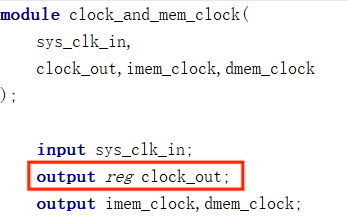 module clock_and_mem_clock(
sys_clk_in,
clock_out,imem_clock,dmem_clock
);
input sys_clk_in;
output reg clock_out;
output imem_clock,dmem_clock;